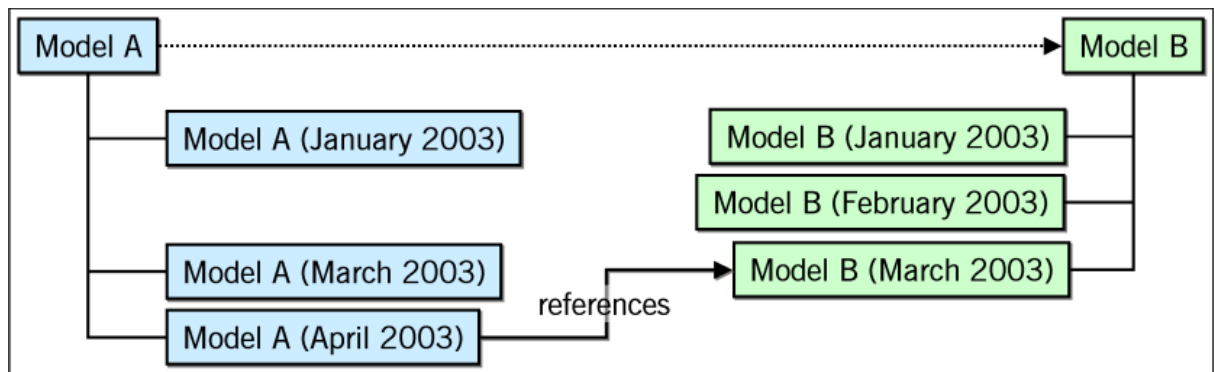 Model A
Model B
Model A (January 2003)
Model B (January 2003)
Model B (February 2003)
Model A (March 2003)
Model B (March 2003)
references
Model A (April 2003)